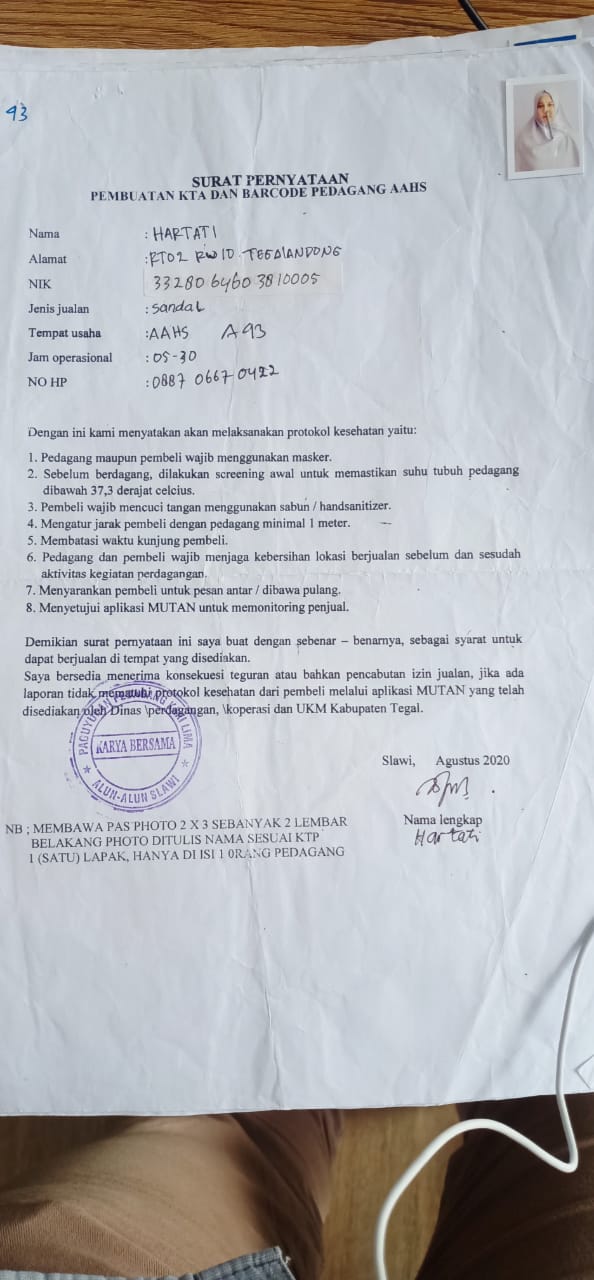 93
SURAT PERNYATAAN
PEMBUATAN KTA DAN BARCODE PEDAGANG AAHS
Nama : HARTATI
Alamat : RT02 RW 10. TEGALANDONG
NIK 3328064603810005
Jenis jualan : Sandal
Tempat usaha : AAHS A93
Jam operasional : 05-30
NO HP : 0887 0667 0422
Dengan ini kami menyatakan akan melaksanakan protokol kesehatan yaitu:
1. Pedagang maupun pembeli wajib menggunakan masker.
2. Sebelum berdagang, dilakukan screening awal untuk memastikan suhu tubuh pedagang
dibawah 37,3 derajat celcius.
3. Pembeli wajib mencuci tangan menggunakan sabun / handsanitizer.
4. Mengatur jarak pembeli dengan pedagang minimal 1 meter.
5. Membatasi waktu kunjung pembeli.
6. Pedagang dan pembeli wajib menjaga kebersihan lokasi berjualan sebelum dan sesudah
aktivitas kegiatan perdagangan.
7. Menyarankan pembeli untuk pesan antar / dibawa pulang.
8. Menyetujui aplikasi MUTAN untuk memonitoring penjual.
Demikian surat pernyataan ini saya buat dengan sebenar – benarnya, sebagai syarat untuk
dapat berjualan di tempat yang disediakan.
Saya bersedia menerima konsekuesi teguran atau bahkan pencabutan izin jualan, jika ada
laporan tidak mematuhi protokol kesehatan dari pembeli melalui aplikasi MUTAN yang telah
disediakan oleh Dinas \perdagangan, \koperasi dan UKM Kabupaten Tegal.
PAGUYUBAN PEDAGANG KAKI LIMA
KARYA BERSAMA
ALUN-ALUN SLAWI
Slawi, Agustus 2020
Nama lengkap
Hartati
NB ; MEMBAWA PAS PHOTO 2 X 3 SEBANYAK 2 LEMBAR
BELAKANG PHOTO DITULIS NAMA SESUAI KTP
1 (SATU) LAPAK, HANYA DI ISI 1 0RANG PEDAGANG